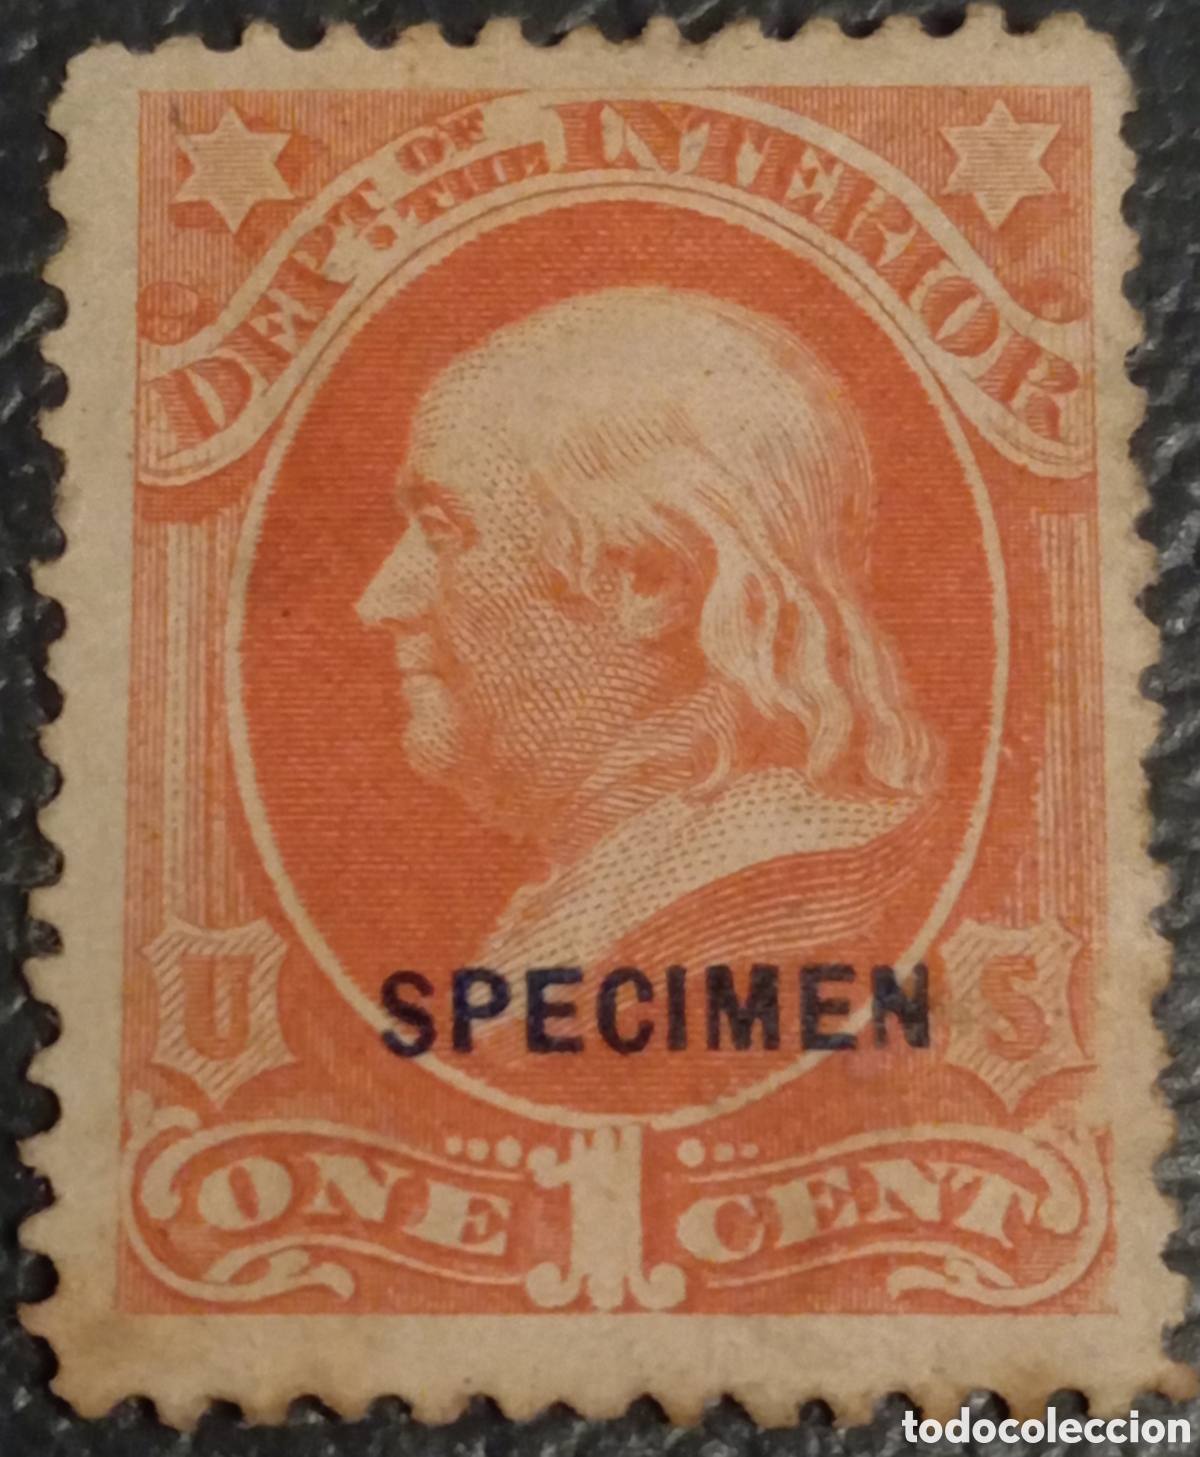 DEPT OF THE INTERIOR
U S
SPECIMEN
ONE 1 CENT
todocoleccion